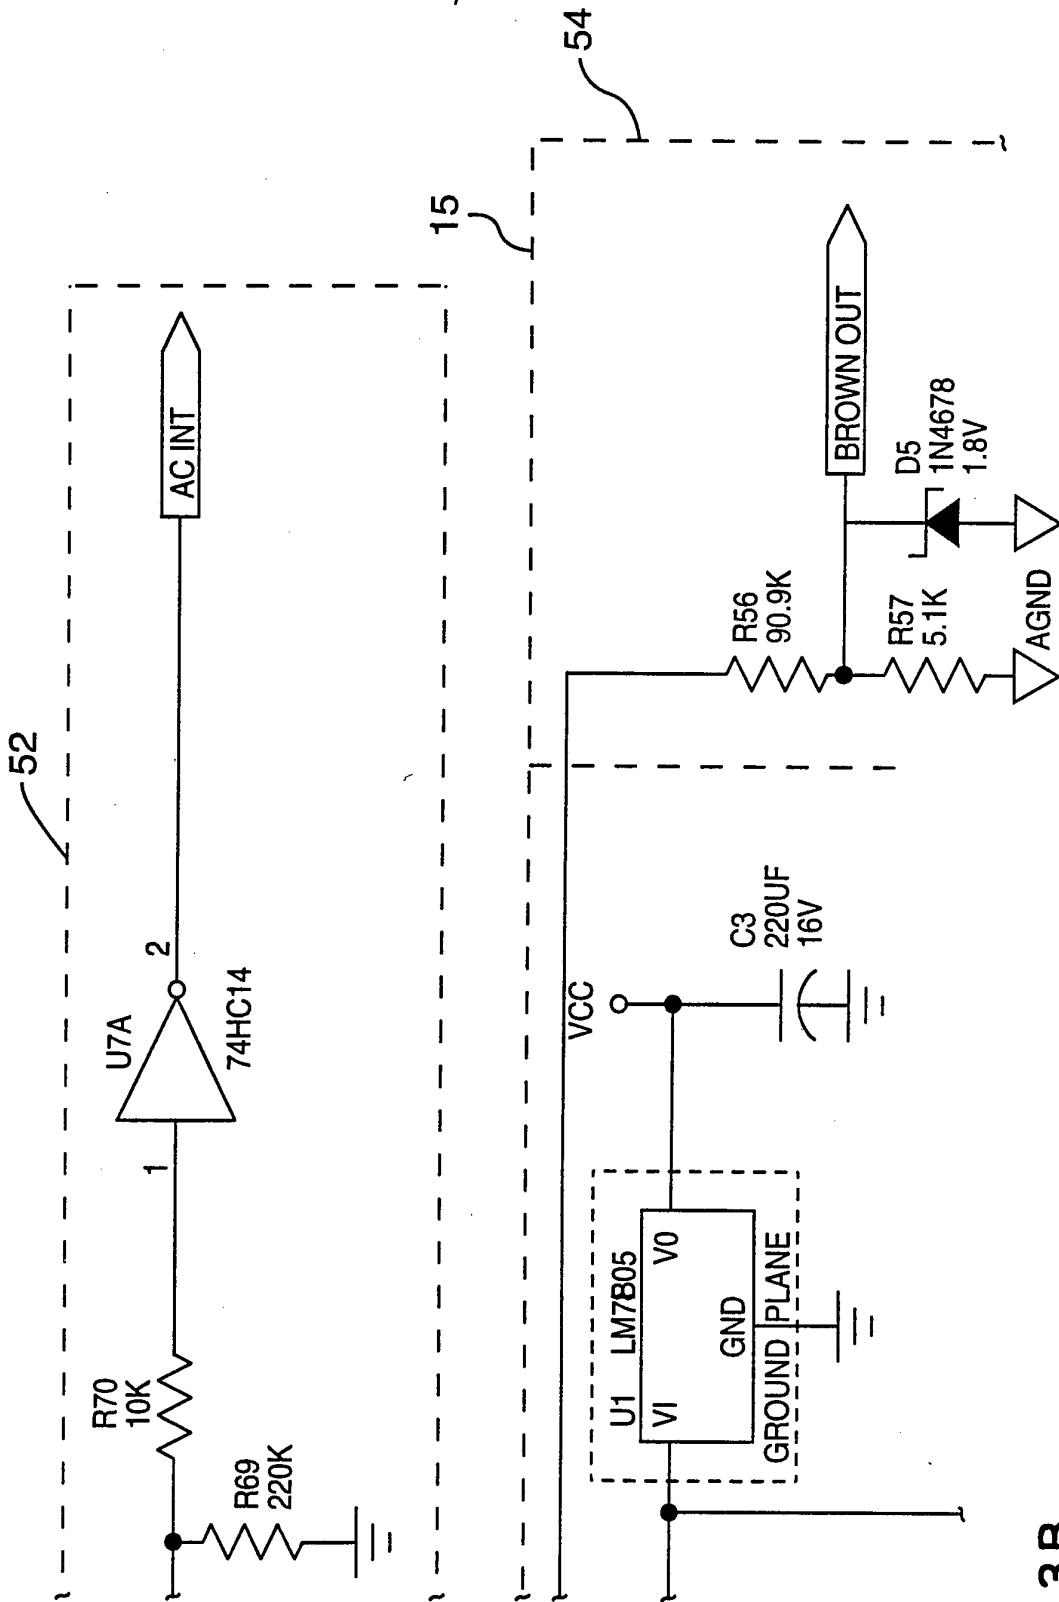 52
R70
10K
R69
220K
1
U7A
74HC14
2
AC INT
15
54
U1 LM7B05
VI
V0
GND
GROUND PLANE
VCC
C3
220UF
16V
R56
90.9K
R57
5.1K
AGND
BROWN OUT
D5
1N4678
1.8V